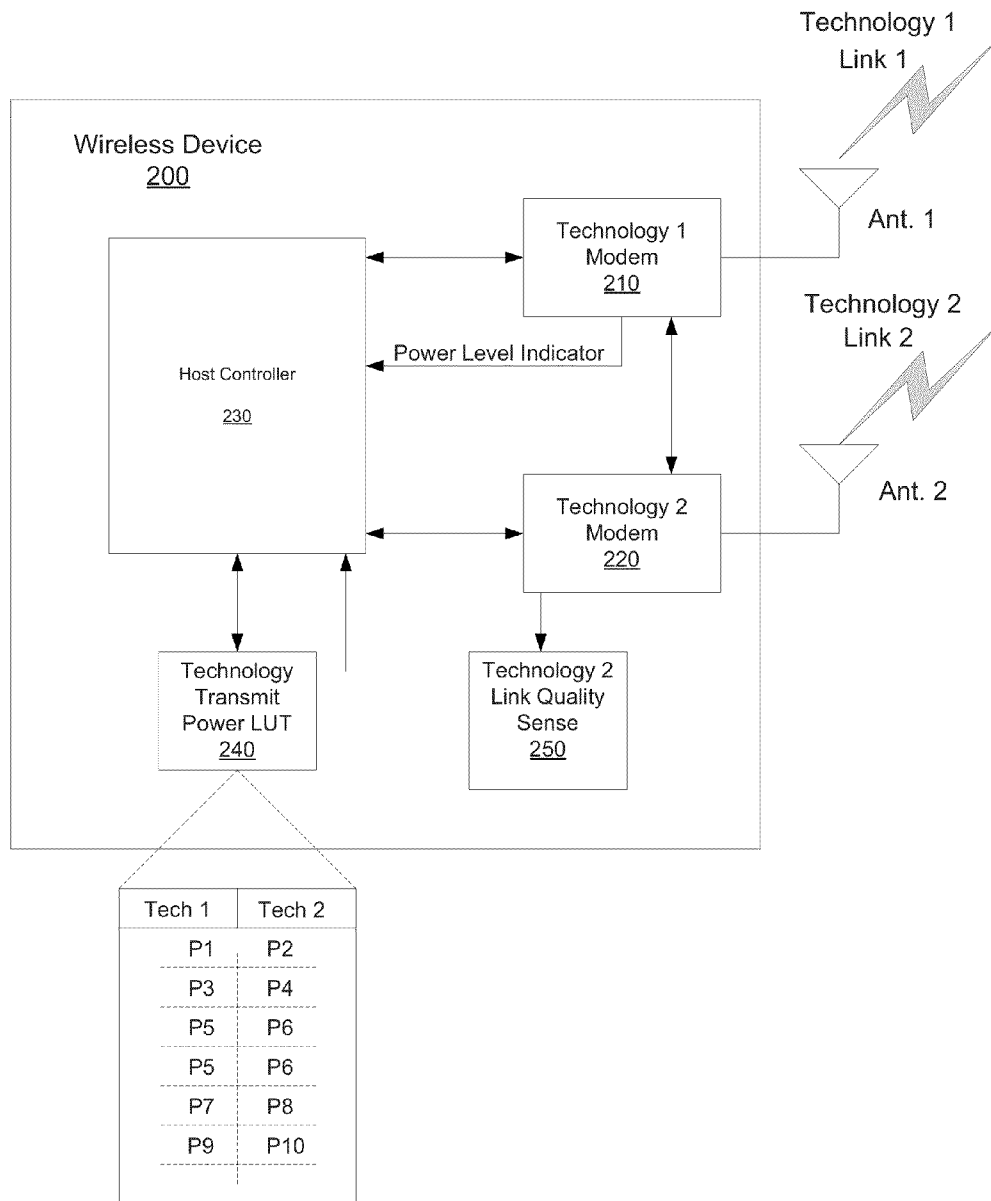 Technology 1
Link 1
Wireless Device
200
Technology 1
Modem
210
Ant. 1
Technology 2
Link 2
Power Level Indicator
Host Controller
230
Technology 2
Modem
220
Ant. 2
Technology
Transmit
Power LUT
240
Technology 2
Link Quality
Sense
250
Tech 1 Tech 2
P1 P2
P3 P4
P5 P6
P5 P6
P7 P8
P9 P10